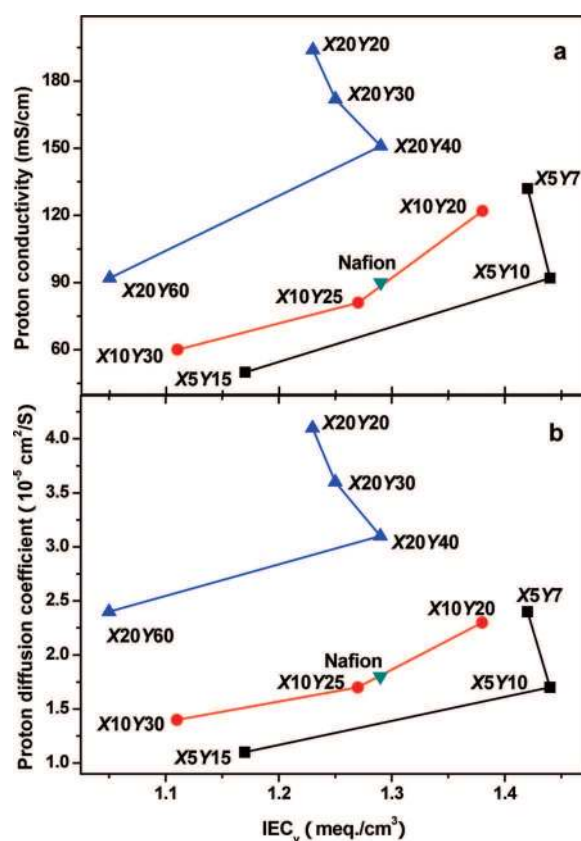 a
Proton conductivity (mS/cm)
180
150
120
90
60
X20Y20
X20Y30
X20Y40
X20Y60
X10Y20
X10Y25
X10Y30
Nafion
X5Y7
X5Y10
X5Y15
b
Proton diffusion coefficient ( 10⁻⁵ cm²/S)
4.0
3.5
3.0
2.5
2.0
1.5
1.0
X20Y20
X20Y30
X20Y40
X20Y60
X10Y20
X10Y25
X10Y30
Nafion
X5Y7
X5Y10
X5Y15
1.1 1.2 1.3 1.4
IECᵥ ( meq./cm³)